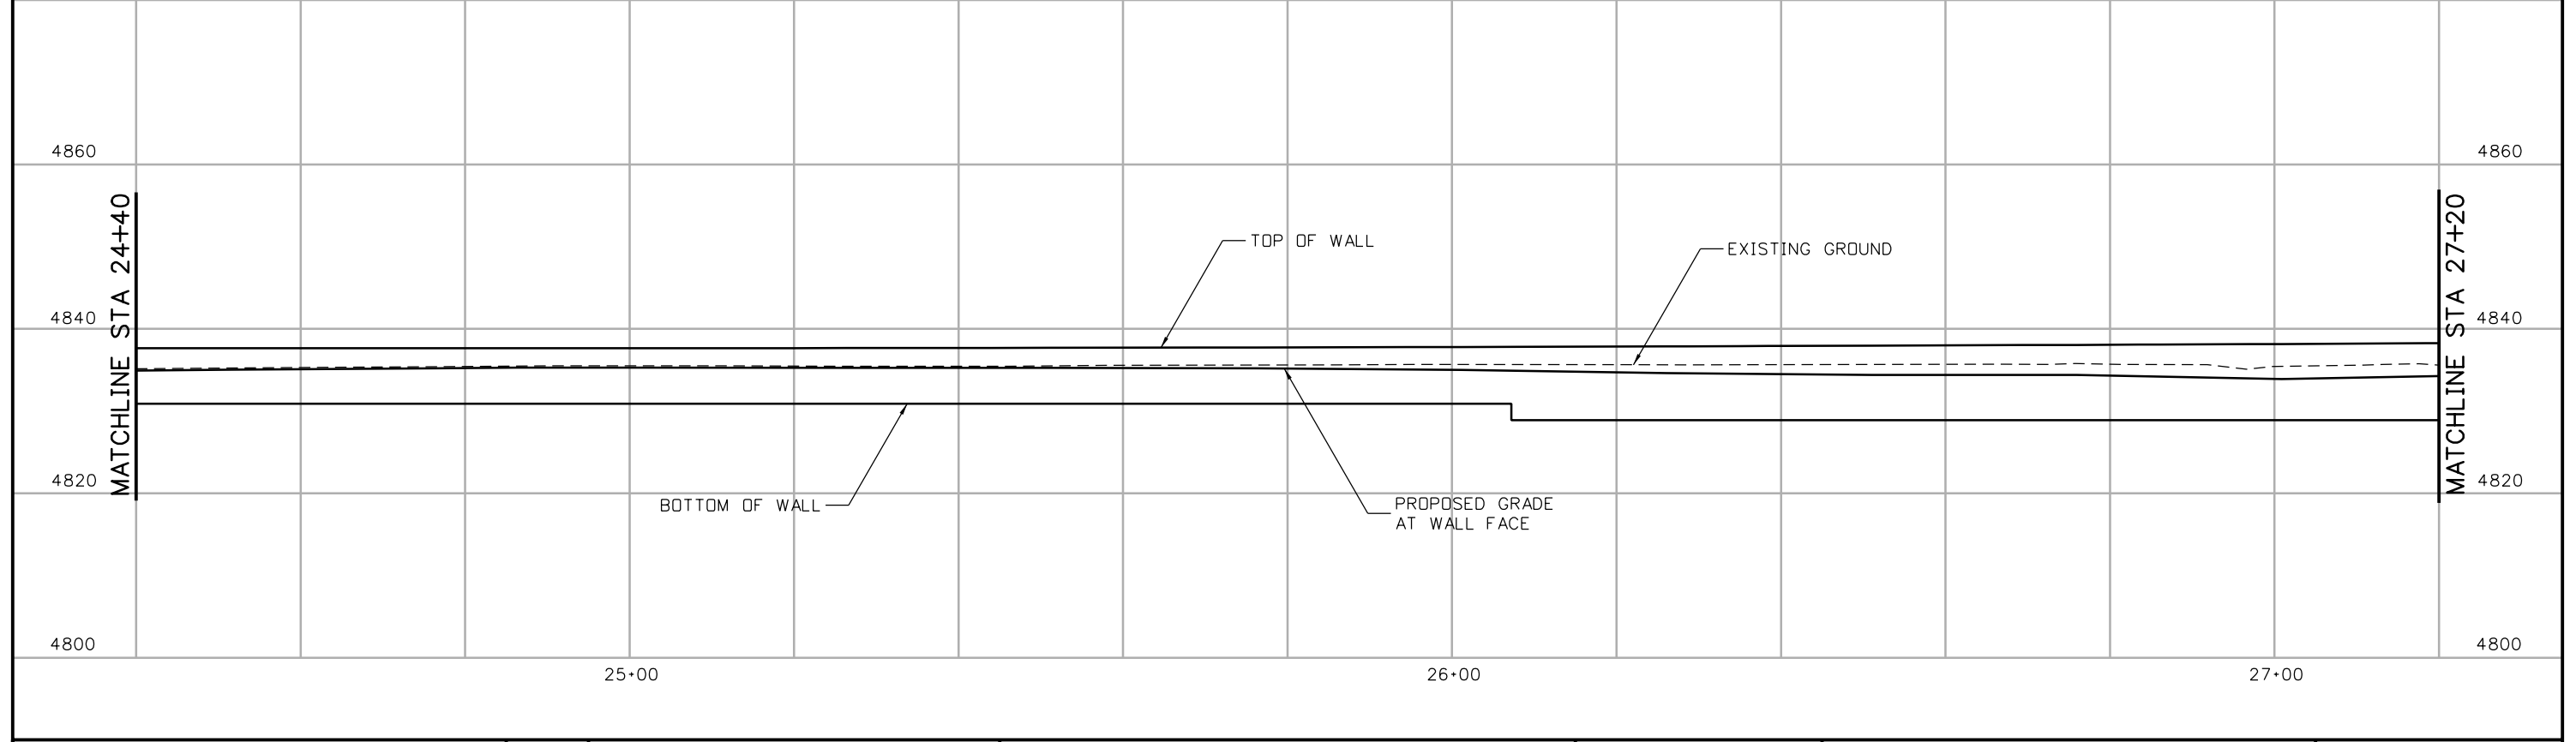 4860
4860
MATCHLINE STA 24+40
MATCHLINE STA 27+20
TOP OF WALL
EXISTING GROUND
4840
4840
4820
4820
BOTTOM OF WALL
PROPOSED GRADE
AT WALL FACE
4800
4800
25+00
26+00
27+00